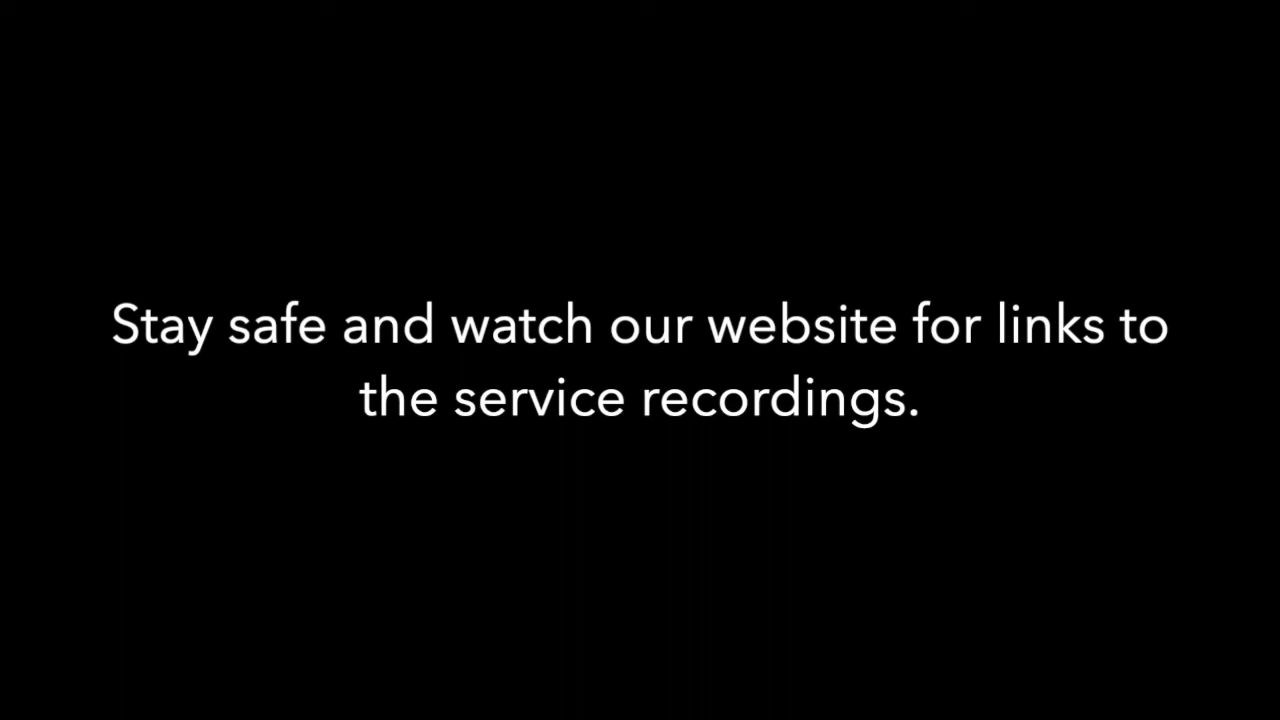 Stay safe and watch our website for links to
the service recordings.